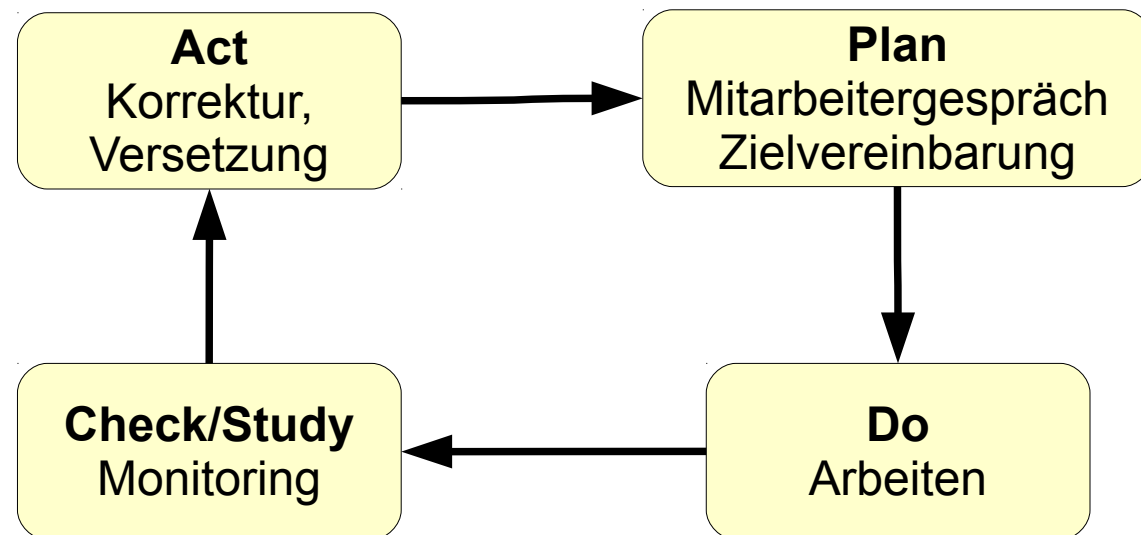 Act
Korrektur,
Versetzung
Plan
Mitarbeitergespräch
Zielvereinbarung
Check/Study
Monitoring
Do
Arbeiten